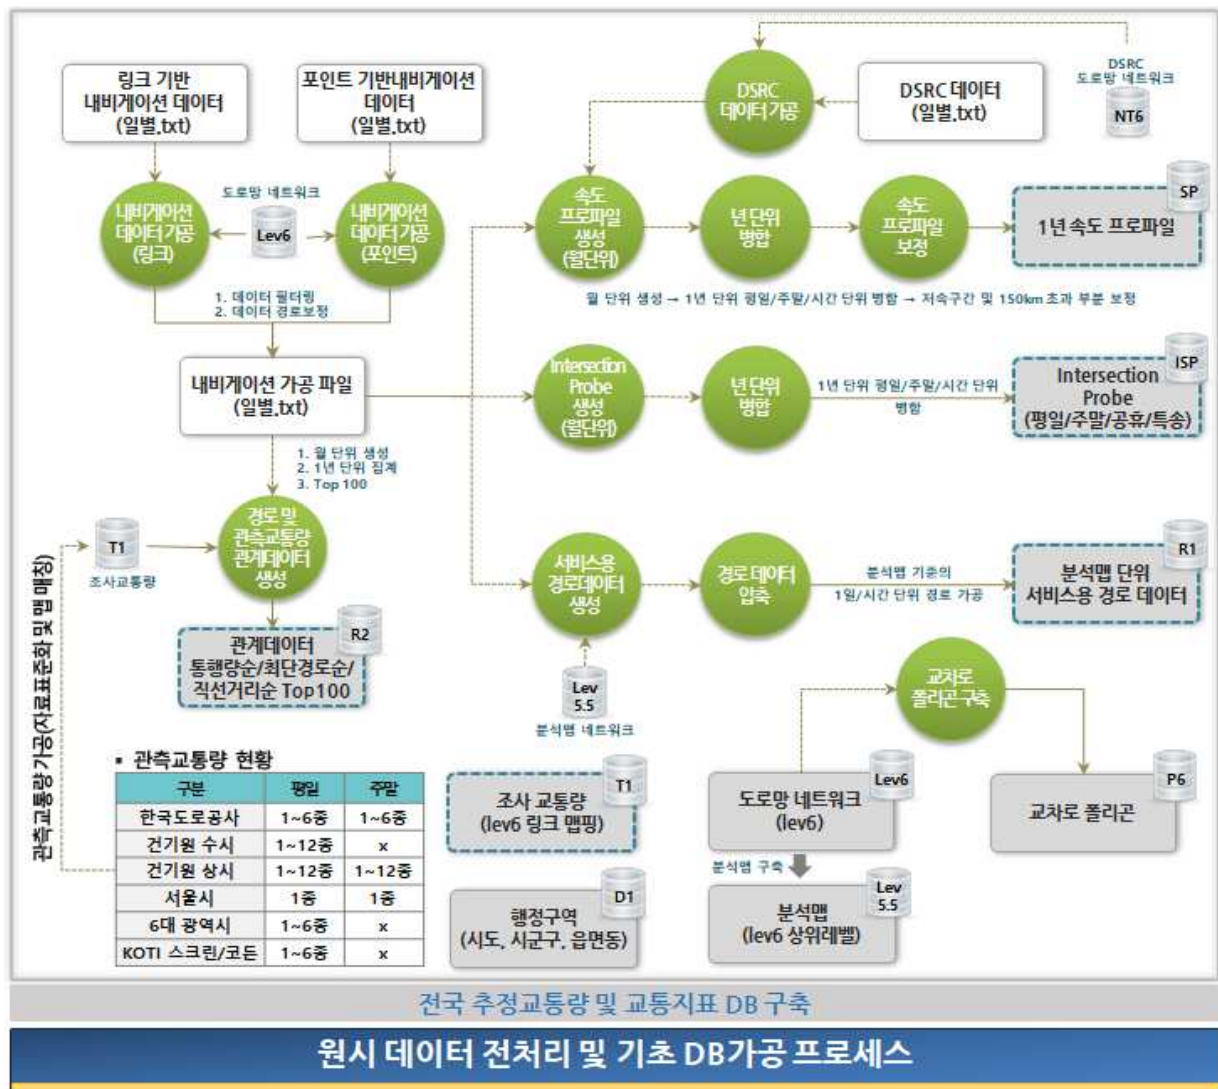 링크 기반
내비게이션 데이터
(일별.txt)
포인트 기반내비게이션
데이터
(일별.txt)
DSRC
데이터 가공
DSRC 데이터
(일별.txt)
DSRC
도로망 네트워크
NT6
내비게이션
데이터 가공
(링크)
도로망 네트워크
Lev6
내비게이션
데이터 가공
(포인트)
속도
프로파일
생성
(월단위)
년 단위
병합
속도
프로파일
보정
SP
1년 속도 프로파일
1. 데이터 필터링
2. 데이터 경로보정
월 단위 생성 → 1년 단위 평일/주말/시간 단위 병합 → 저속구간 및 150km 초과 부분 보정
내비게이션 가공 파일
(일별.txt)
Intersection
Probe
생성
(월단위)
년 단위
병합
1년 단위 평일/주말/시간 단위
병합
ISP
Intersection
Probe
(평일/주말/공휴/특송)
1. 월 단위 생성
2. 1년 단위 집계
3. Top 100
T1
조사교통량
경로 및
관측교통량
관계데이터
생성
서비스용
경로데이터
생성
경로 데이터
압축
분석맵 기준의
1일/시간 단위 경로 가공
R1
분석맵 단위
서비스용 경로 데이터
R2
관계데이터
통행량순/최단경로순/
직선거리순 Top100
Lev
5.5
분석맵 네트워크
교차로
폴리곤 구축
관측교통량 가공(자료표준화 및 맵 매칭)
▪ 관측교통량 현황
구분 평일 주말
한국도로공사 1~6종 1~6종
건기원 수시 1~12종 x
건기원 상시 1~12종 1~12종
서울시 1종 1종
6대 광역시 1~6종 x
KOTI 스크린/코든 1~6종 x
T1
조사 교통량
(lev6 링크 맵핑)
Lev6
도로망 네트워크
(lev6)
P6
교차로 폴리곤
분석맵 구축
D1
행정구역
(시도, 시군구, 읍면동)
Lev
5.5
분석맵
(lev6 상위레벨)
전국 추정교통량 및 교통지표 DB 구축
원시 데이터 전처리 및 기초 DB가공 프로세스